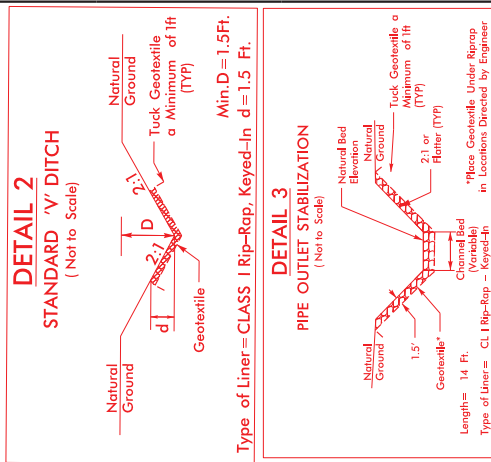 DETAIL 2
STANDARD 'V' DITCH
( Not to Scale)
Natural
Ground
Natural
Ground
2:1
D
2:1
d
Tuck Geotextile
a Minimum of 1ft
(TYP)
Geotextile
Min.D=1.5Ft.
Type of Liner= CLASS I Rip-Rap, Keyed-In d=1.5 Ft.
DETAIL 3
PIPE OUTLET STABILIZATION
( Not to Scale)
Natural
Ground
Natural Bed
Elevation
Natural
Ground
Tuck Geotextile a
Minimum of 1ft
(TYP)
2:1 or
Flatter (TYP)
1.5'
Geotextile*
Channel Bed
(Variable)
Length= 14 Ft.
Type of Liner= CL I Rip-Rap - Keyed-In
*Place Geotextile Under Riprap
in Locations Directed by Engineer